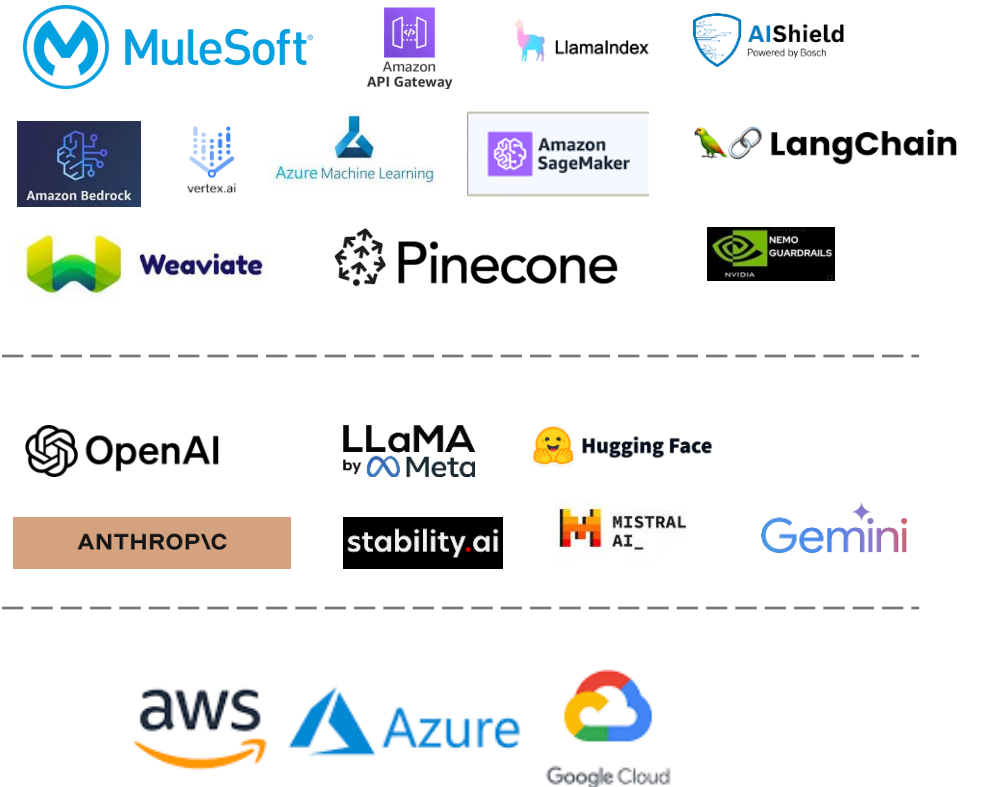 MuleSoft®
Amazon
API Gateway
LlamaIndex
AIShield
Powered by Bosch
Amazon Bedrock
vertex.ai
Azure Machine Learning
Amazon
SageMaker
LangChain
Weaviate
Pinecone
NVIDIA
NEMO
GUARDRAILS
OpenAI
LLaMA
by Meta
Hugging Face
ANTHROP\C
stability.ai
MISTRAL
AI_
Gemini
aws
Azure
Google Cloud